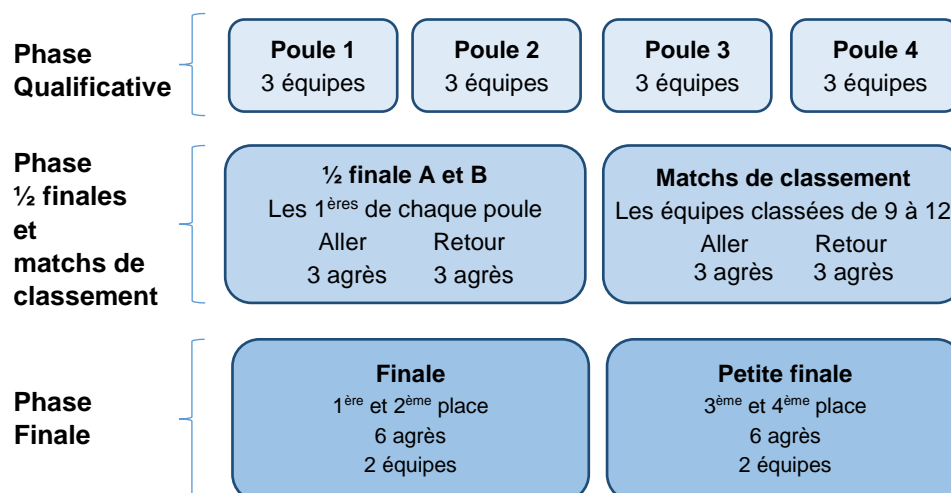 Phase
Qualificative
Poule 1
3 équipes
Poule 2
3 équipes
Poule 3
3 équipes
Poule 4
3 équipes
Phase
½ finales
et
matchs de
classement
½ finale A et B
Les 1ères de chaque poule
Aller Retour
3 agrès 3 agrès
Matchs de classement
Les équipes classées de 9 à 12
Aller Retour
3 agrès 3 agrès
Phase
Finale
Finale
1ère et 2ème place
6 agrès
2 équipes
Petite finale
3ème et 4ème place
6 agrès
2 équipes